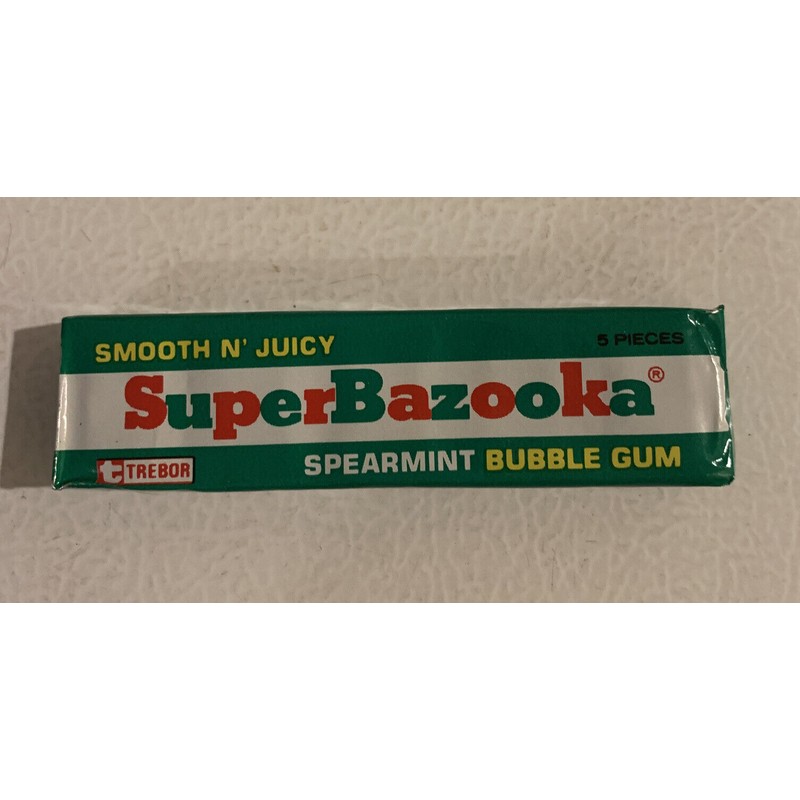 SMOOTH N' JUICY
5 PIECES
SuperBazooka®
t TREBOR
SPEARMINT BUBBLE GUM